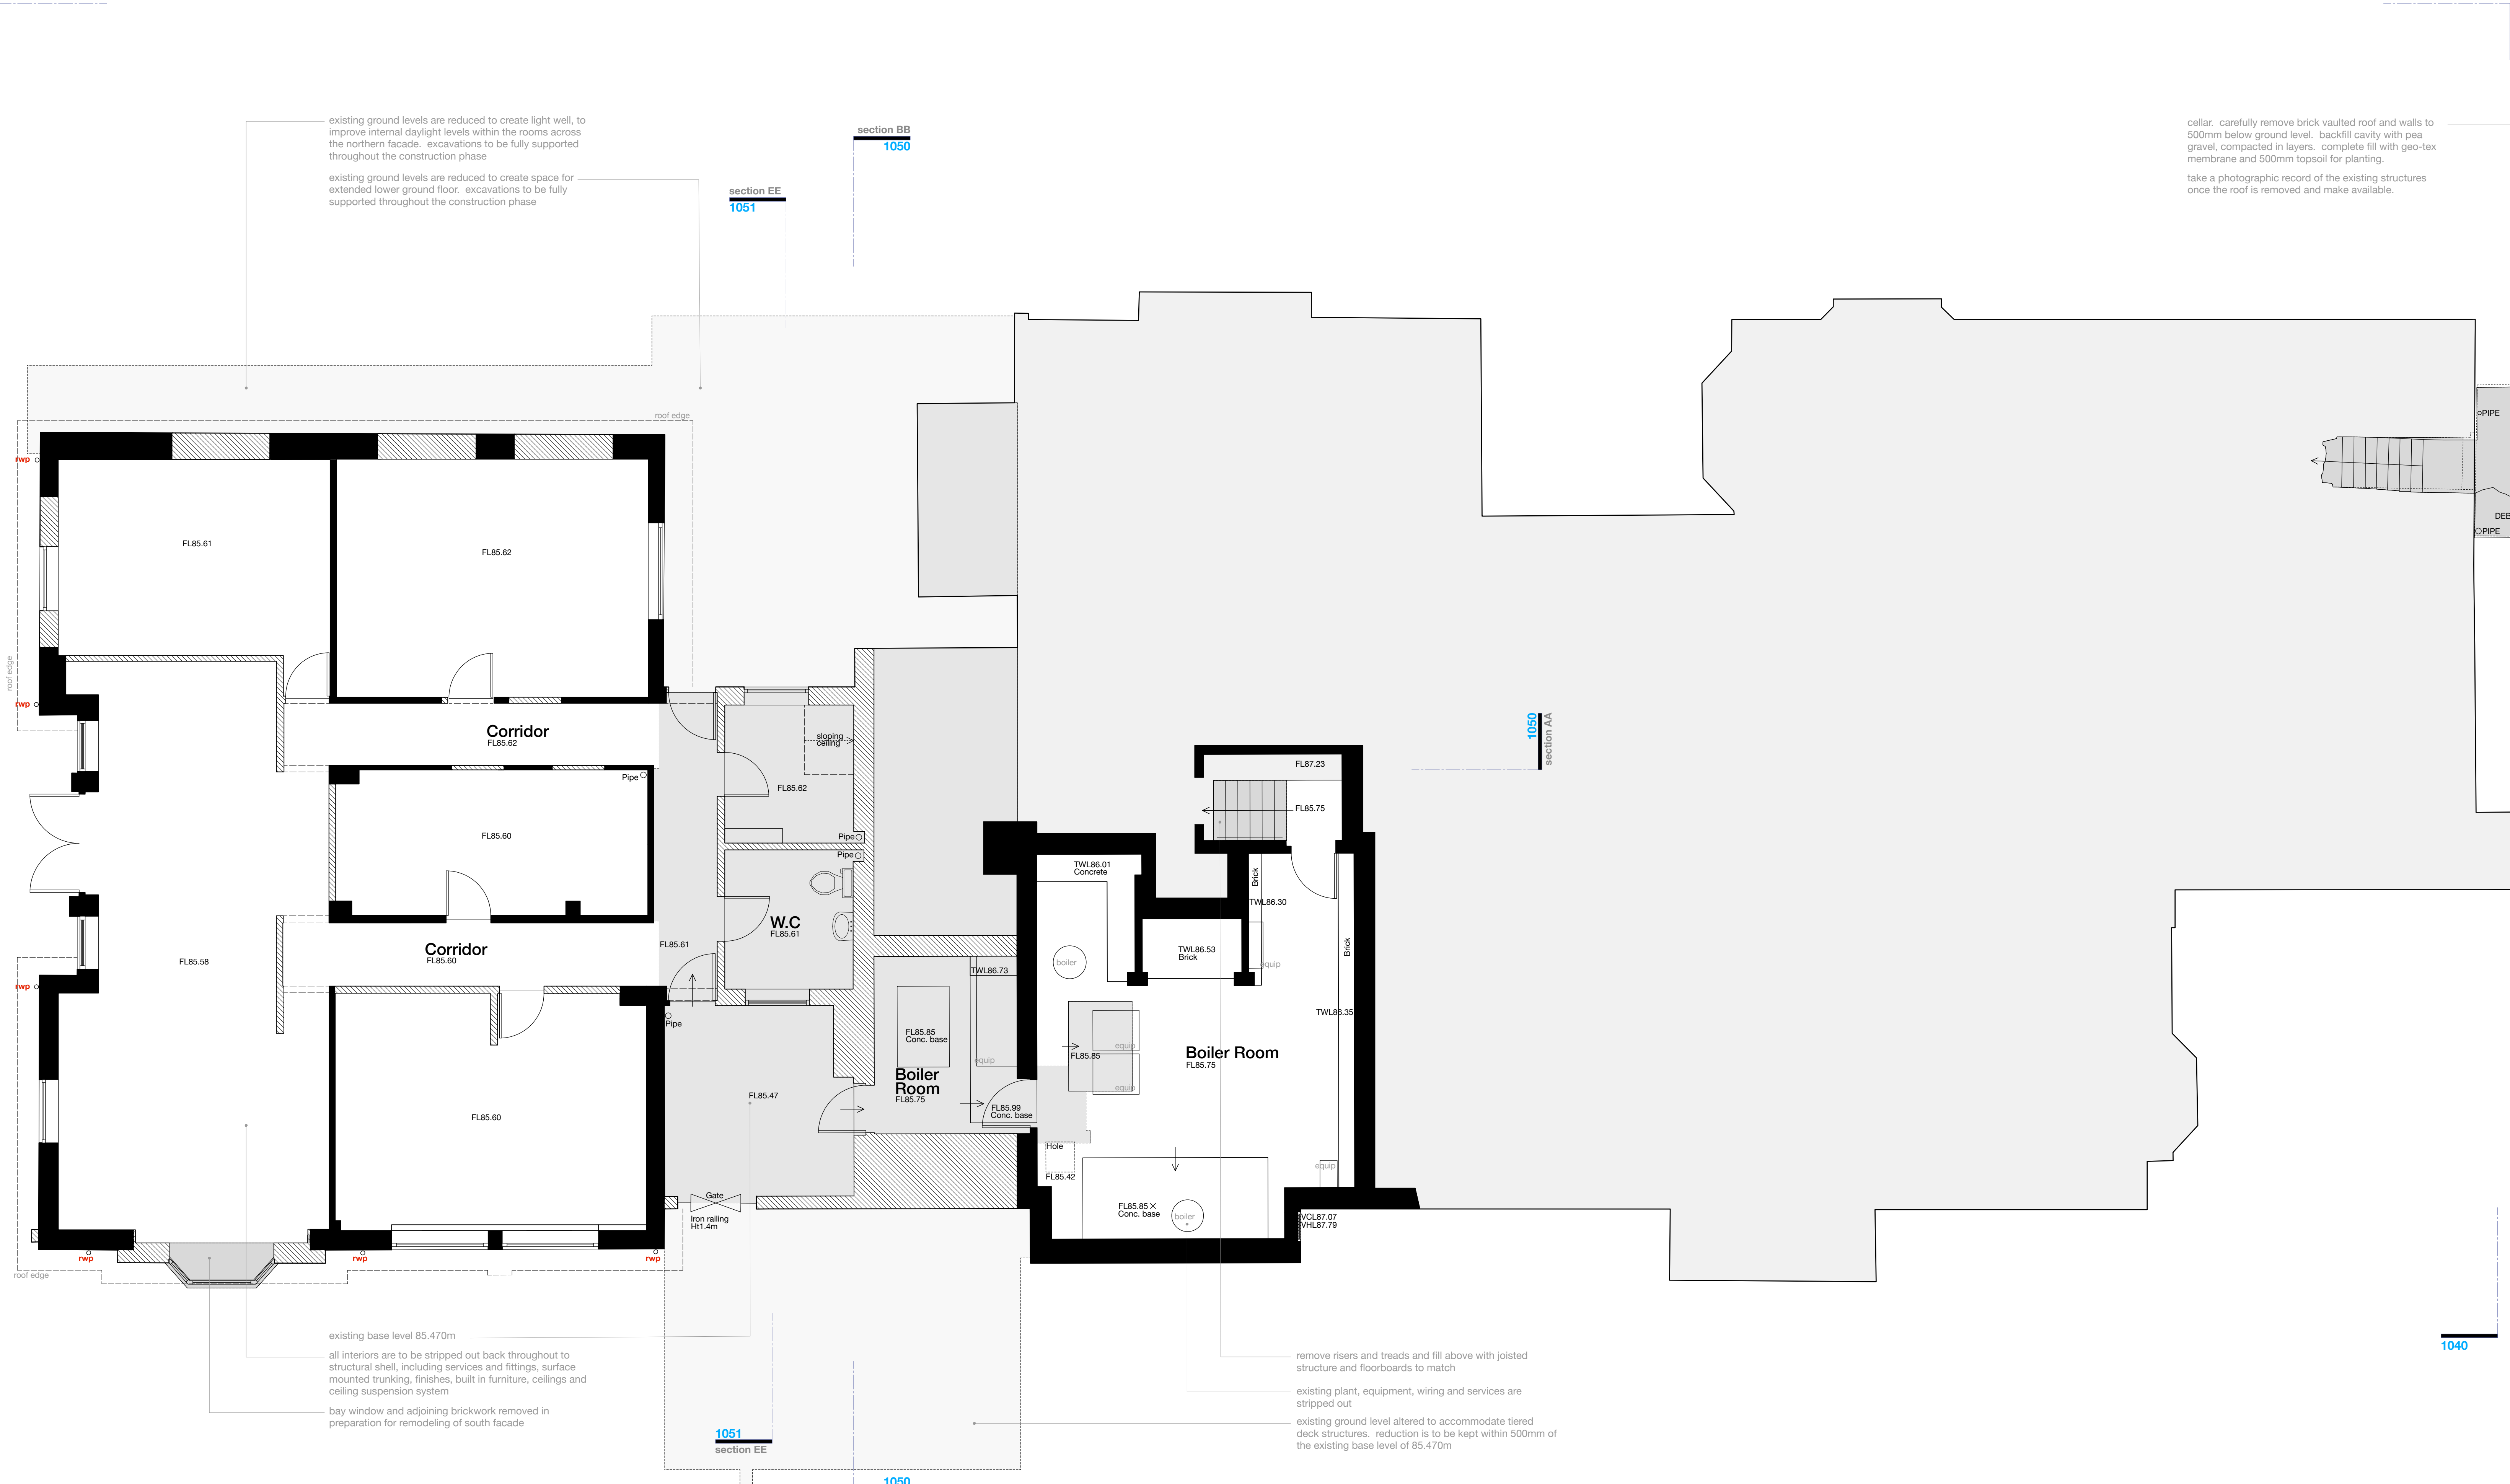 existing ground levels are reduced to create light well, to
improve internal daylight levels within the rooms across
the northern facade.  excavations to be fully supported
throughout the construction phase
existing ground levels are reduced to create space for
extended lower ground floor.  excavations to be fully
supported throughout the construction phase
section BB
1050
section EE
1051
cellar.  carefully remove brick vaulted roof and walls to
500mm below ground level.  backfill cavity with pea
gravel, compacted in layers.  complete fill with geo-tex
membrane and 500mm topsoil for planting.
take a photographic record of the existing structures
once the roof is removed and make available.
roof edge
PIPE
rwp
DEB
PIPE
FL85.61
FL85.62
roof edge
rwp
Corridor
FL85.62
sloping
ceiling
1050
section AA
FL87.23
Pipe
FL85.62
FL85.75
FL85.60
Pipe
Pipe
TWL86.01
Concrete
Brick
TWL86.30
W.C
FL85.61
Corridor
FL85.60
FL85.61
FL85.58
TWL86.53
Brick
Brick
boiler
equip
TWL86.73
rwp
Pipe
TWL86.35
FL85.85
Conc. base
equip
equip
FL85.85
Boiler Room
FL85.75
Boiler
Room
FL85.75
equip
FL85.47
FL85.60
FL85.99
Conc. base
Hole
FL85.42
equip
Gate
Iron railing
Ht1.4m
FL85.85
Conc. base
boiler
VCL87.07
VHL87.79
rwp
rwp
rwp
roof edge
existing base level 85.470m
all interiors are to be stripped out back throughout to
structural shell, including services and fittings, surface
mounted trunking, finishes, built in furniture, ceilings and
ceiling suspension system
bay window and adjoining brickwork removed in
preparation for remodeling of south facade
remove risers and treads and fill above with joisted
structure and floorboards to match
existing plant, equipment, wiring and services are
stripped out
existing ground level altered to accommodate tiered
deck structures.  reduction is to be kept within 500mm of
the existing base level of 85.470m
1040
1051
section EE
1050